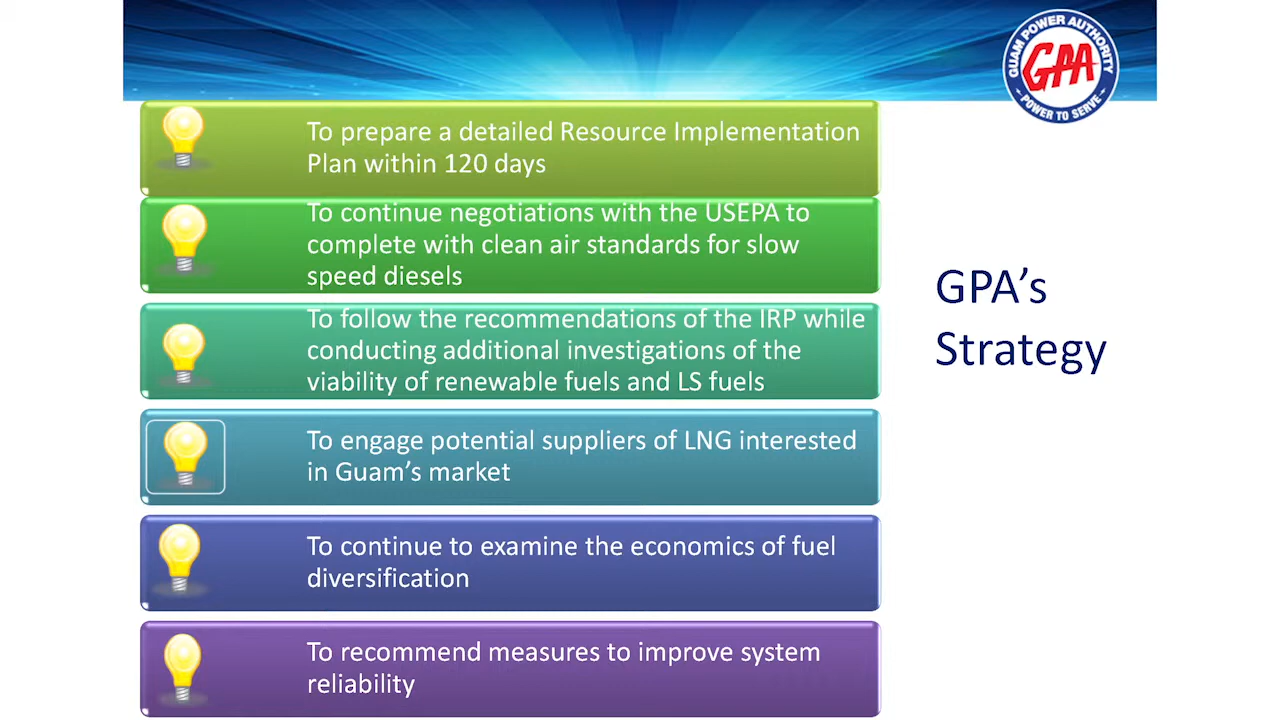 GUAM POWER AUTHORITY
GPA
POWER TO SERVE
To prepare a detailed Resource Implementation
Plan within 120 days
To continue negotiations with the USEPA to
complete with clean air standards for slow
speed diesels
To follow the recommendations of the IRP while
conducting additional investigations of the
viability of renewable fuels and LS fuels
To engage potential suppliers of LNG interested
in Guam’s market
To continue to examine the economics of fuel
diversification
To recommend measures to improve system
reliability
GPA’s
Strategy